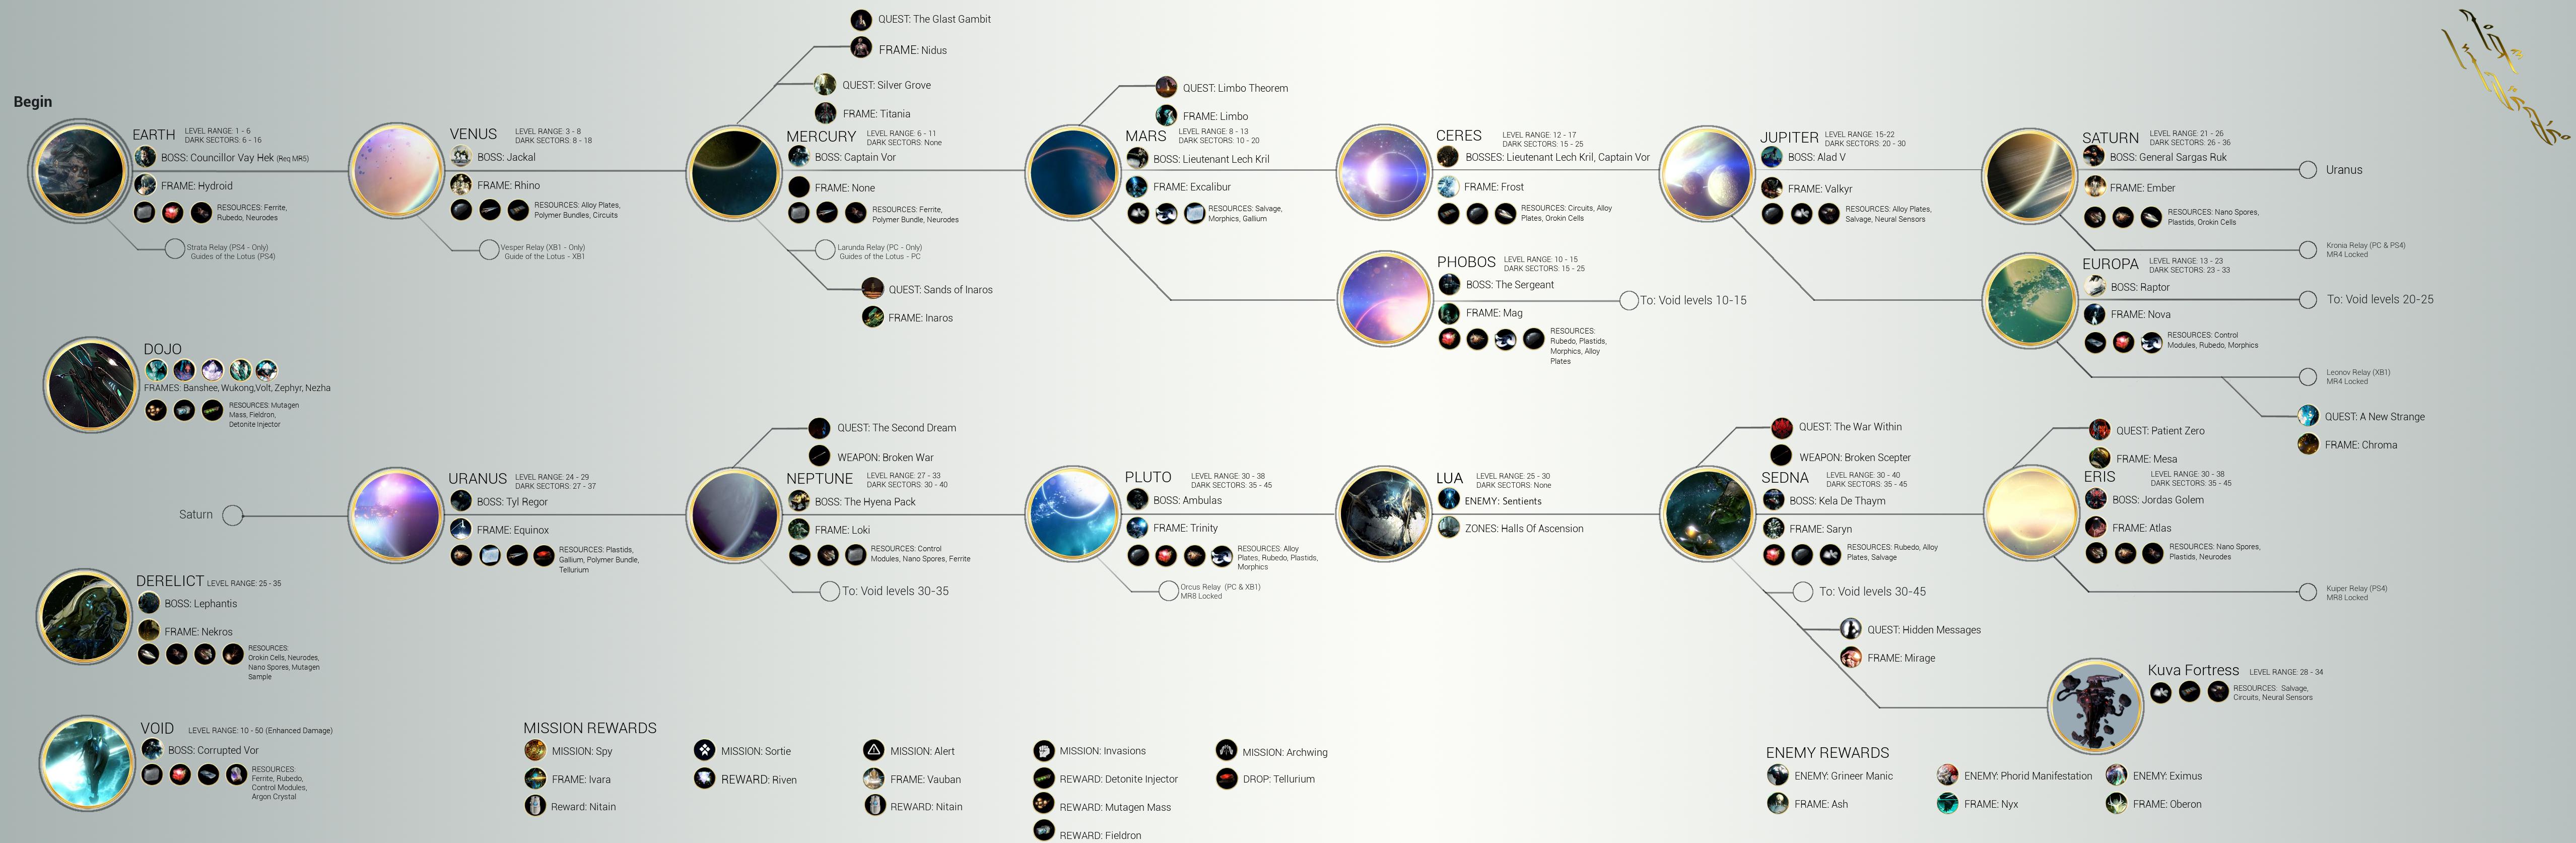 Begin
EARTH
LEVEL RANGE: 1 - 6
DARK SECTORS: 6 - 16
BOSS: Councillor Vay Hek (Req MR5)
FRAME: Hydroid
RESOURCES: Ferrite,
Rubedo, Neurodes
Strata Relay (PS4 - Only)
Guides of the Lotus (PS4)
VENUS
LEVEL RANGE: 3 - 8
DARK SECTORS: 8 - 18
BOSS: Jackal
FRAME: Rhino
RESOURCES: Alloy Plates,
Polymer Bundles, Circuits
Vesper Relay (XB1 - Only)
Guide of the Lotus - XB1
QUEST: The Glast Gambit
FRAME: Nidus
QUEST: Silver Grove
FRAME: Titania
MERCURY
LEVEL RANGE: 6 - 11
DARK SECTORS: None
BOSS: Captain Vor
FRAME: None
RESOURCES: Ferrite,
Polymer Bundle, Neurodes
Larunda Relay (PC - Only)
Guides of the Lotus - PC
QUEST: Sands of Inaros
FRAME: Inaros
QUEST: Limbo Theorem
FRAME: Limbo
MARS
LEVEL RANGE: 8 - 13
DARK SECTORS: 10 - 20
BOSS: Lieutenant Lech Kril
FRAME: Excalibur
RESOURCES: Salvage,
Morphics, Gallium
CERES
LEVEL RANGE: 12 - 17
DARK SECTORS: 15 - 25
BOSSES: Lieutenant Lech Kril, Captain Vor
FRAME: Frost
RESOURCES: Circuits, Alloy
Plates, Orokin Cells
PHOBOS
LEVEL RANGE: 10 - 15
DARK SECTORS: 15 - 25
BOSS: The Sergeant
FRAME: Mag
RESOURCES:
Rubedo, Plastids,
Morphics, Alloy
Plates
To: Void levels 10-15
JUPITER
LEVEL RANGE: 15-22
DARK SECTORS: 20 - 30
BOSS: Alad V
FRAME: Valkyr
RESOURCES: Alloy Plates,
Salvage, Neural Sensors
SATURN
LEVEL RANGE: 21 - 26
DARK SECTORS: 26 - 36
BOSS: General Sargas Ruk
FRAME: Ember
RESOURCES: Nano Spores,
Plastids, Orokin Cells
Uranus
Kronia Relay (PC & PS4)
MR4 Locked
EUROPA
LEVEL RANGE: 13 - 23
DARK SECTORS: 23 - 33
BOSS: Raptor
FRAME: Nova
RESOURCES: Control
Modules, Rubedo, Morphics
To: Void levels 20-25
Leonov Relay (XB1)
MR4 Locked
QUEST: A New Strange
FRAME: Chroma
DOJO
FRAMES: Banshee, Wukong,Volt, Zephyr, Nezha
RESOURCES: Mutagen
Mass, Fieldron,
Detonite Injector
Saturn
URANUS
LEVEL RANGE: 24 - 29
DARK SECTORS: 27 - 37
BOSS: Tyl Regor
FRAME: Equinox
RESOURCES: Plastids,
Gallium, Polymer Bundle,
Tellurium
QUEST: The Second Dream
WEAPON: Broken War
NEPTUNE
LEVEL RANGE: 27 - 33
DARK SECTORS: 30 - 40
BOSS: The Hyena Pack
FRAME: Loki
RESOURCES: Control
Modules, Nano Spores, Ferrite
To: Void levels 30-35
PLUTO
LEVEL RANGE: 30 - 38
DARK SECTORS: 35 - 45
BOSS: Ambulas
FRAME: Trinity
RESOURCES: Alloy
Plates, Rubedo, Plastids,
Morphics
Orcus Relay (PC & XB1)
MR8 Locked
LUA
LEVEL RANGE: 25 - 30
DARK SECTORS: None
ENEMY: Sentients
ZONES: Halls Of Ascension
QUEST: The War Within
WEAPON: Broken Scepter
SEDNA
LEVEL RANGE: 30 - 40
DARK SECTORS: 35 - 45
BOSS: Kela De Thaym
FRAME: Saryn
RESOURCES: Rubedo, Alloy
Plates, Salvage
To: Void levels 30-45
QUEST: Hidden Messages
FRAME: Mirage
QUEST: Patient Zero
FRAME: Mesa
ERIS
LEVEL RANGE: 30 - 38
DARK SECTORS: 35 - 45
BOSS: Jordas Golem
FRAME: Atlas
RESOURCES: Nano Spores,
Plastids, Neurodes
Kuiper Relay (PS4)
MR8 Locked
Kuva Fortress
LEVEL RANGE: 28 - 34
RESOURCES: Salvage,
Circuits, Neural Sensors
DERELICT
LEVEL RANGE: 25 - 35
BOSS: Lephantis
FRAME: Nekros
RESOURCES:
Orokin Cells, Neurodes,
Nano Spores, Mutagen
Sample
VOID
LEVEL RANGE: 10 - 50 (Enhanced Damage)
BOSS: Corrupted Vor
RESOURCES:
Ferrite, Rubedo,
Control Modules,
Argon Crystal
MISSION REWARDS
MISSION: Spy
FRAME: Ivara
Reward: Nitain
MISSION: Sortie
REWARD: Riven
MISSION: Alert
FRAME: Vauban
REWARD: Nitain
MISSION: Invasions
REWARD: Detonite Injector
REWARD: Mutagen Mass
REWARD: Fieldron
MISSION: Archwing
DROP: Tellurium
ENEMY REWARDS
ENEMY: Grineer Manic
FRAME: Ash
ENEMY: Phorid Manifestation
FRAME: Nyx
ENEMY: Eximus
FRAME: Oberon